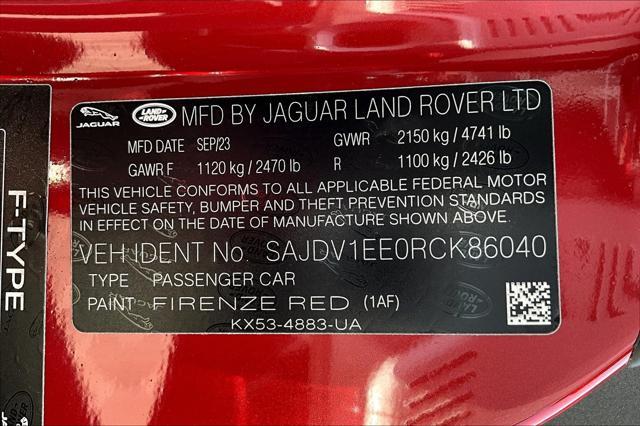 JAGUAR
LAND ROVER
MFD BY JAGUAR LAND ROVER LTD
MFD DATE SEP/23 GVWR 2150 kg / 4741 lb
GAWR F 1120 kg / 2470 lb R 1100 kg / 2426 lb
THIS VEHICLE CONFORMS TO ALL APPLICABLE FEDERAL MOTOR
VEHICLE SAFETY, BUMPER AND THEFT PREVENTION STANDARDS
IN EFFECT ON THE DATE OF MANUFACTURE SHOWN ABOVE.
VEH IDENT No. SAJDV1EE0RCK86040
TYPE PASSENGER CAR
PAINT FIRENZE RED (1AF)
KX53-4883-UA
F-TYPE